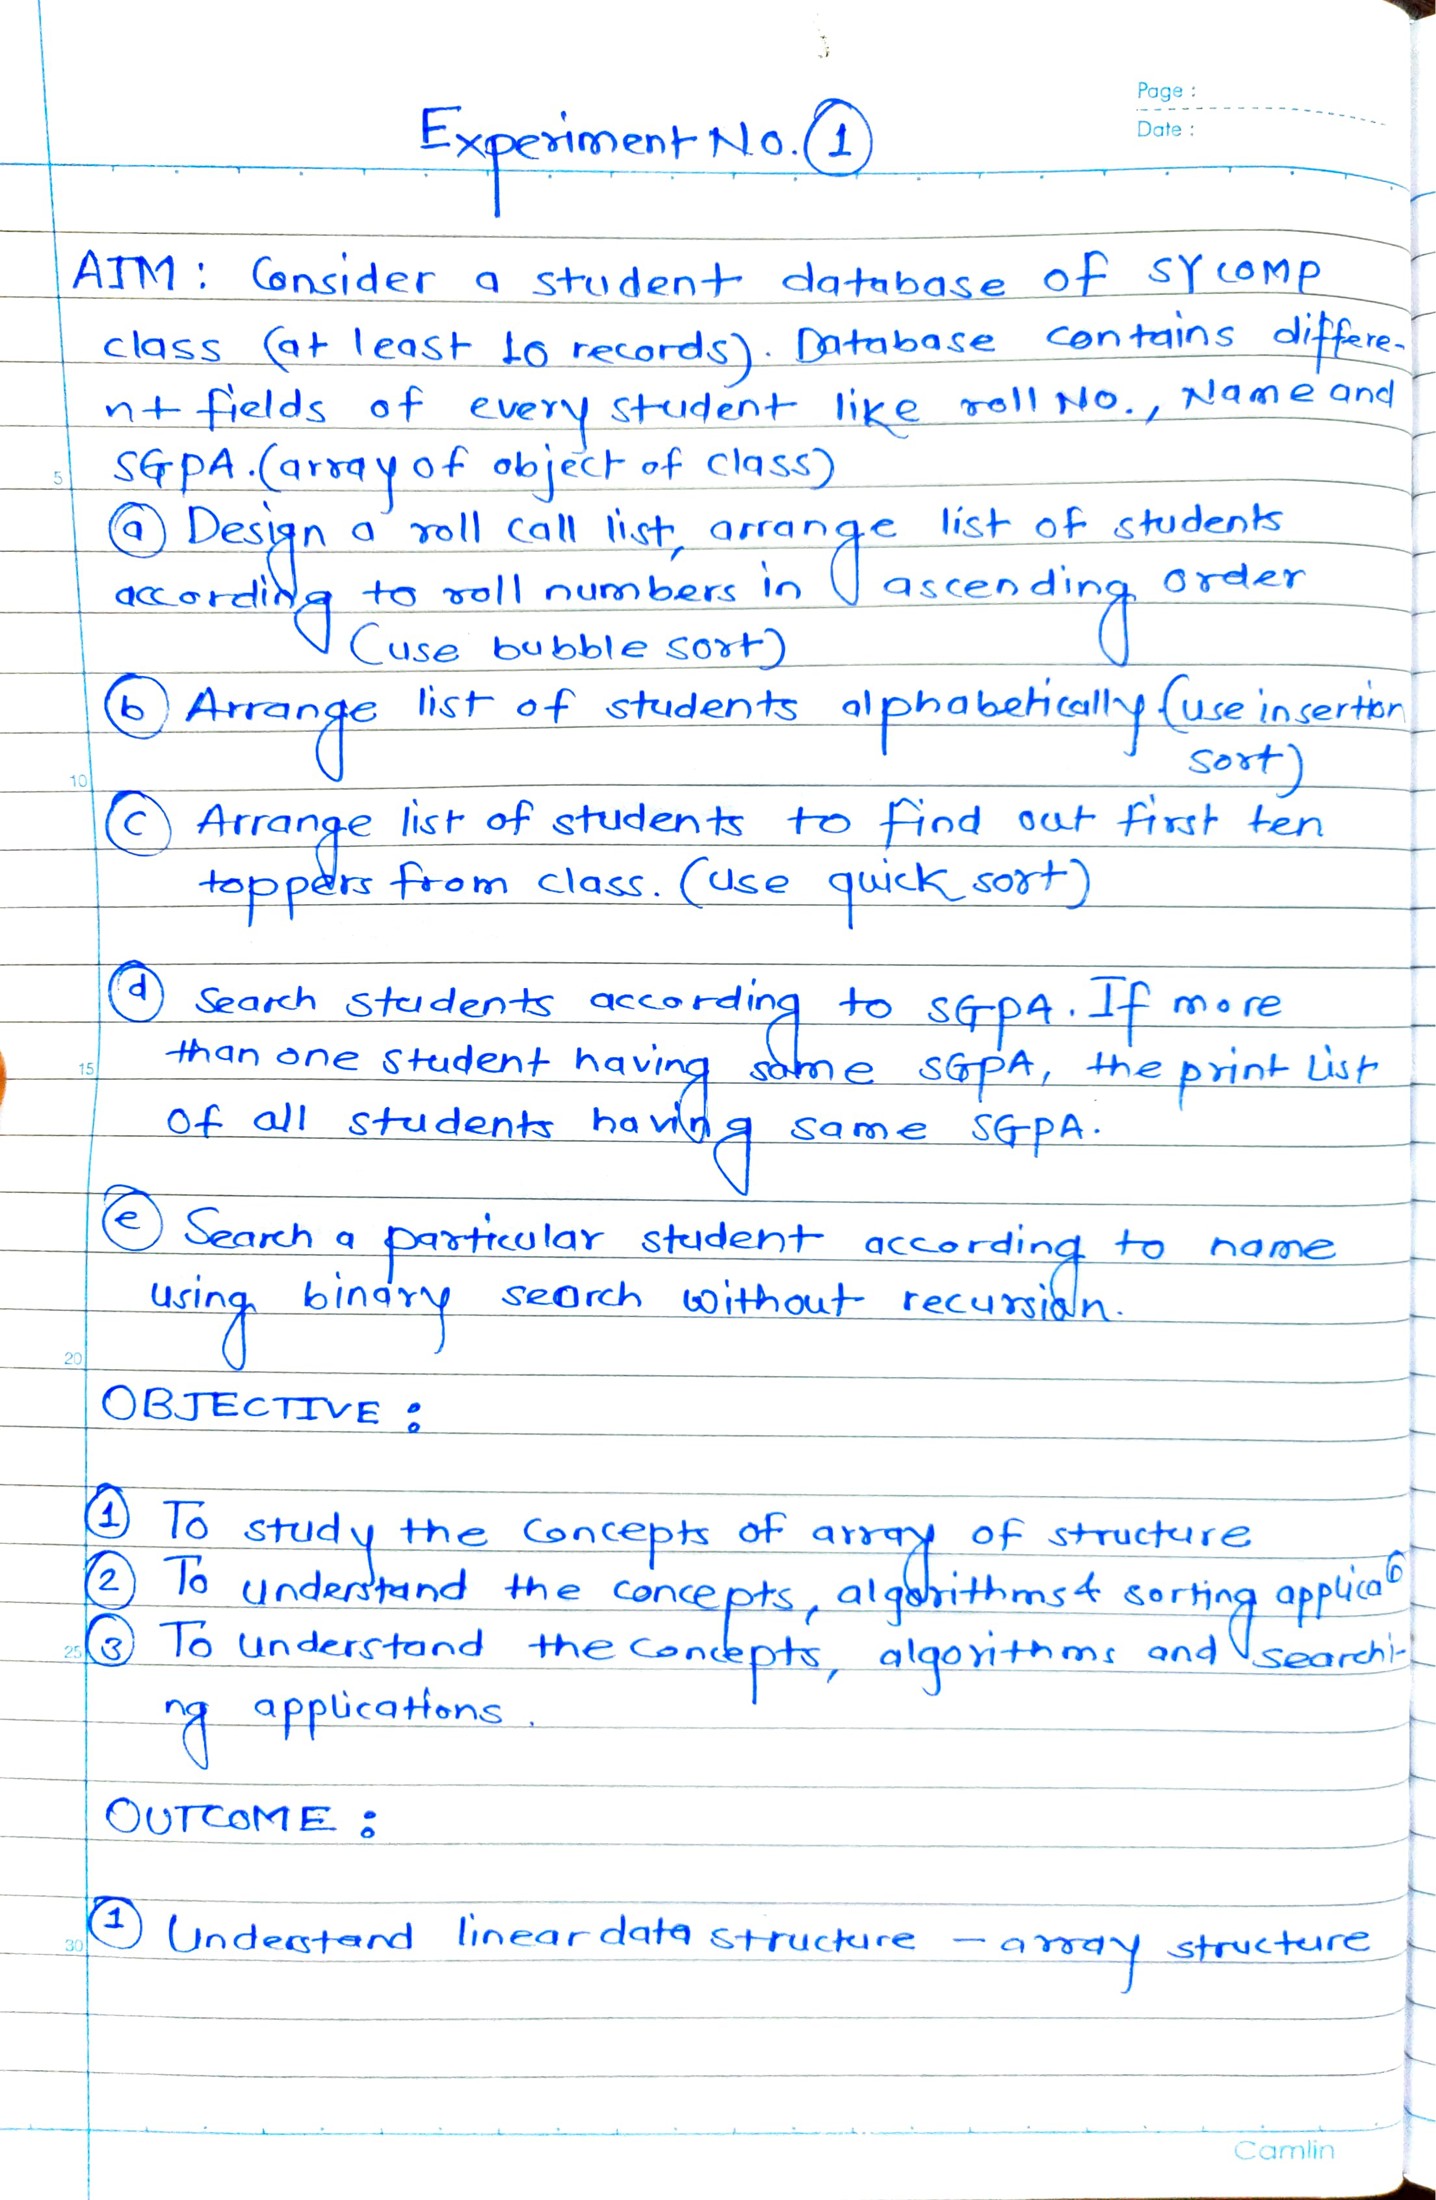 Page :
Date :
Experiment No. 1
AIM : Consider a student database of SYCOMP
class (at least 10 records). Database contains differe-
nt fields of every student like roll No., Name and
SGPA. (array of object of class)
a Design a roll call list, arrange list of students
according to roll numbers in ascending order
(use bubble sort)
b Arrange list of students alphabetically (use insertion
sort)
c Arrange list of students to find out first ten
toppers from class. (use quick sort)
d Search students according to SGPA. If more
than one student having same SGPA, the print list
of all students having same SGPA.
e Search a particular student according to name
using binary search without recursion.
OBJECTIVE :
1 To study the concepts of array of structure
2 To understand the concepts, algorithms & sorting
3 To understand the concepts, algorithms and searchi-
ng applications.
OUTCOME :
1 Understand linear data structure - array structure
5
10
15
20
25
30
Camlin